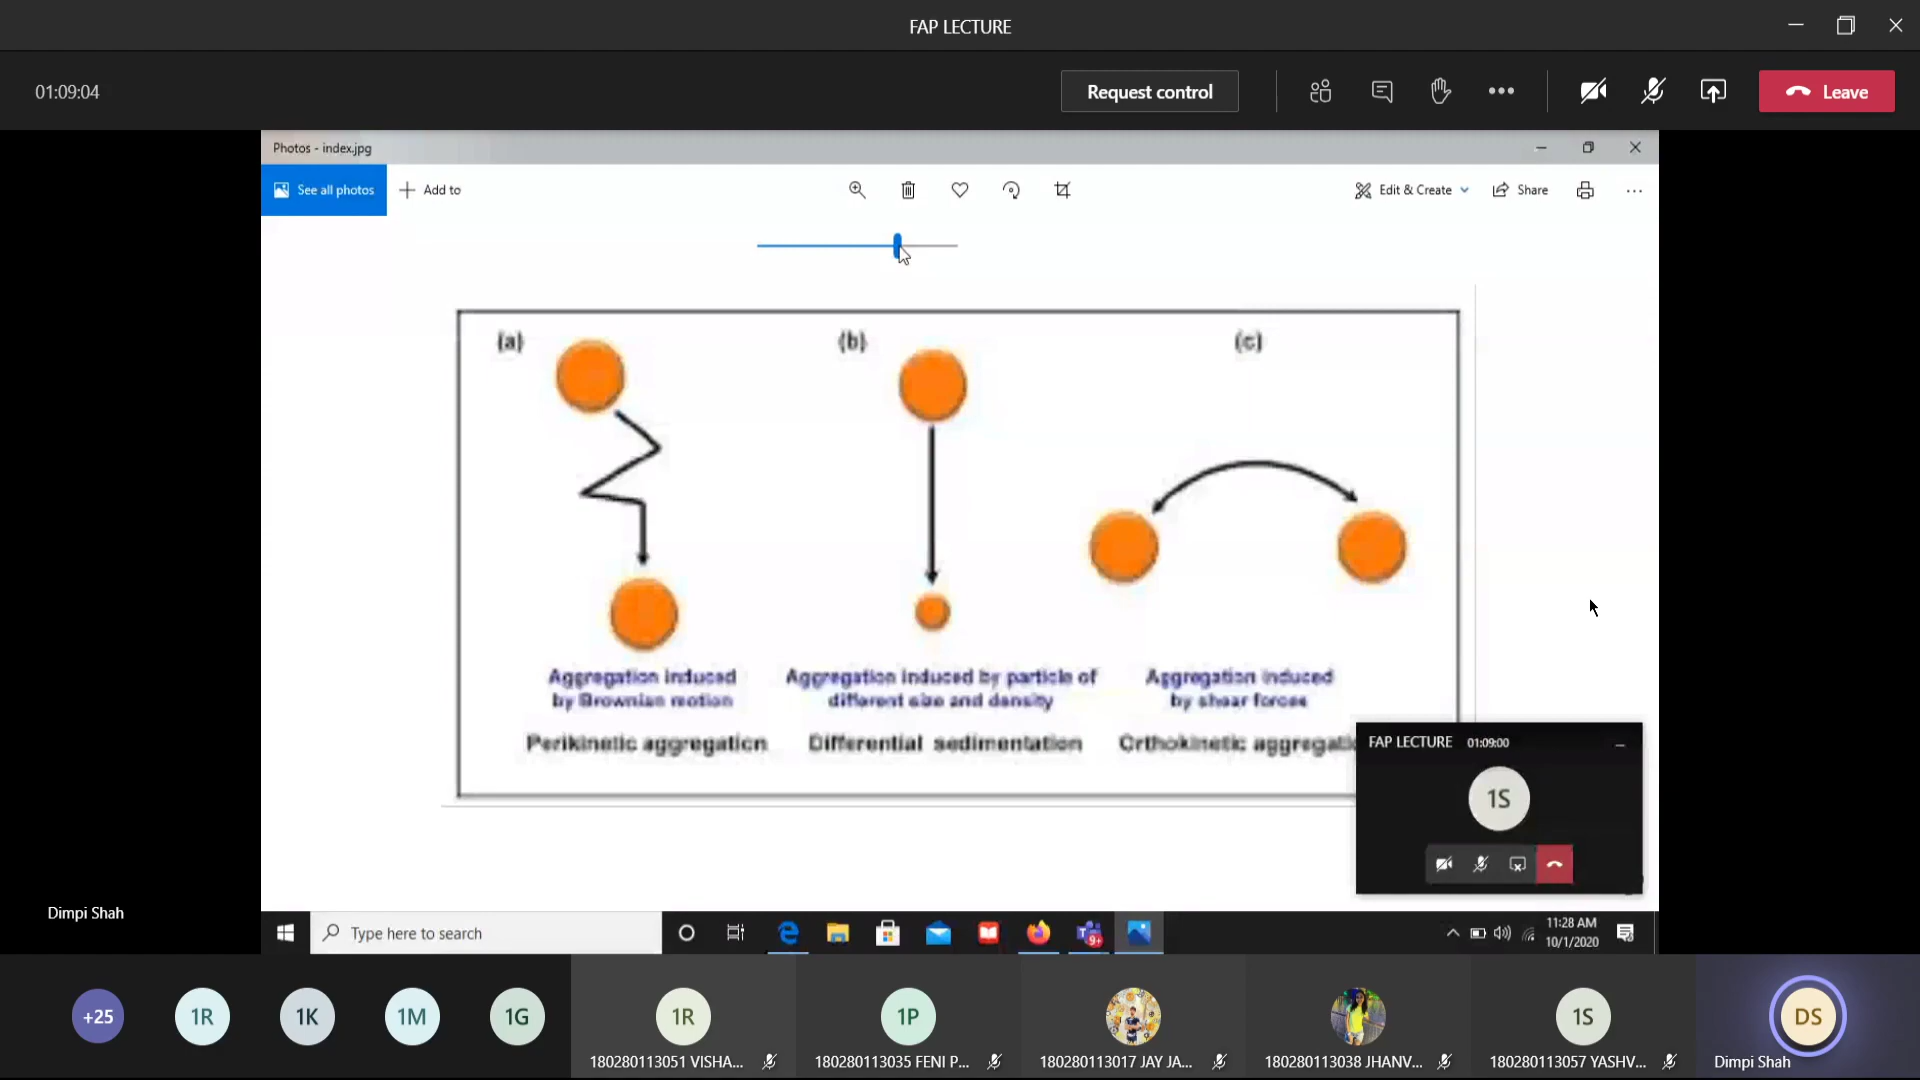 FAP LECTURE
01:09:04
Request control
Leave
Photos - index.jpg
See all photos
Add to
Edit & Create
Share
(a)
(b)
(c)
Aggregation induced
by Brownian motion
Aggregation induced by particle of
different size and density
Aggregation induced
by shear forces
Perikinetic aggregation
Differential sedimentation
Orthokinetic aggregatio
FAP LECTURE 01:09:00
1S
Dimpi Shah
Type here to search
9+
11:28 AM
10/1/2020
+25
1R
1K
1M
1G
1R
1P
1S
DS
180280113051 VISHA...
180280113035 FENI P...
180280113017 JAY JA...
180280113038 JHANV...
180280113057 YASHV...
Dimpi Shah